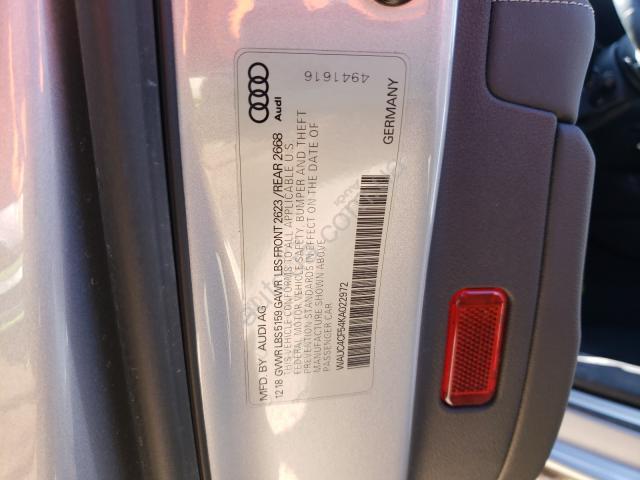 4941616
Audi
MFD. BY AUDI AG
GERMANY
12.18 GVWR LBS 5159 GAWR LBS FRONT 2623 / REAR 2668
THIS VEHICLE CONFORMS TO ALL APPLICABLE U.S.
FEDERAL MOTOR VEHICLE SAFETY, BUMPER AND THEFT
PREVENTION STANDARDS IN EFFECT ON THE DATE OF
MANUFACTURE SHOWN ABOVE
PASSENGER CAR
WAUC4CF54KA022972